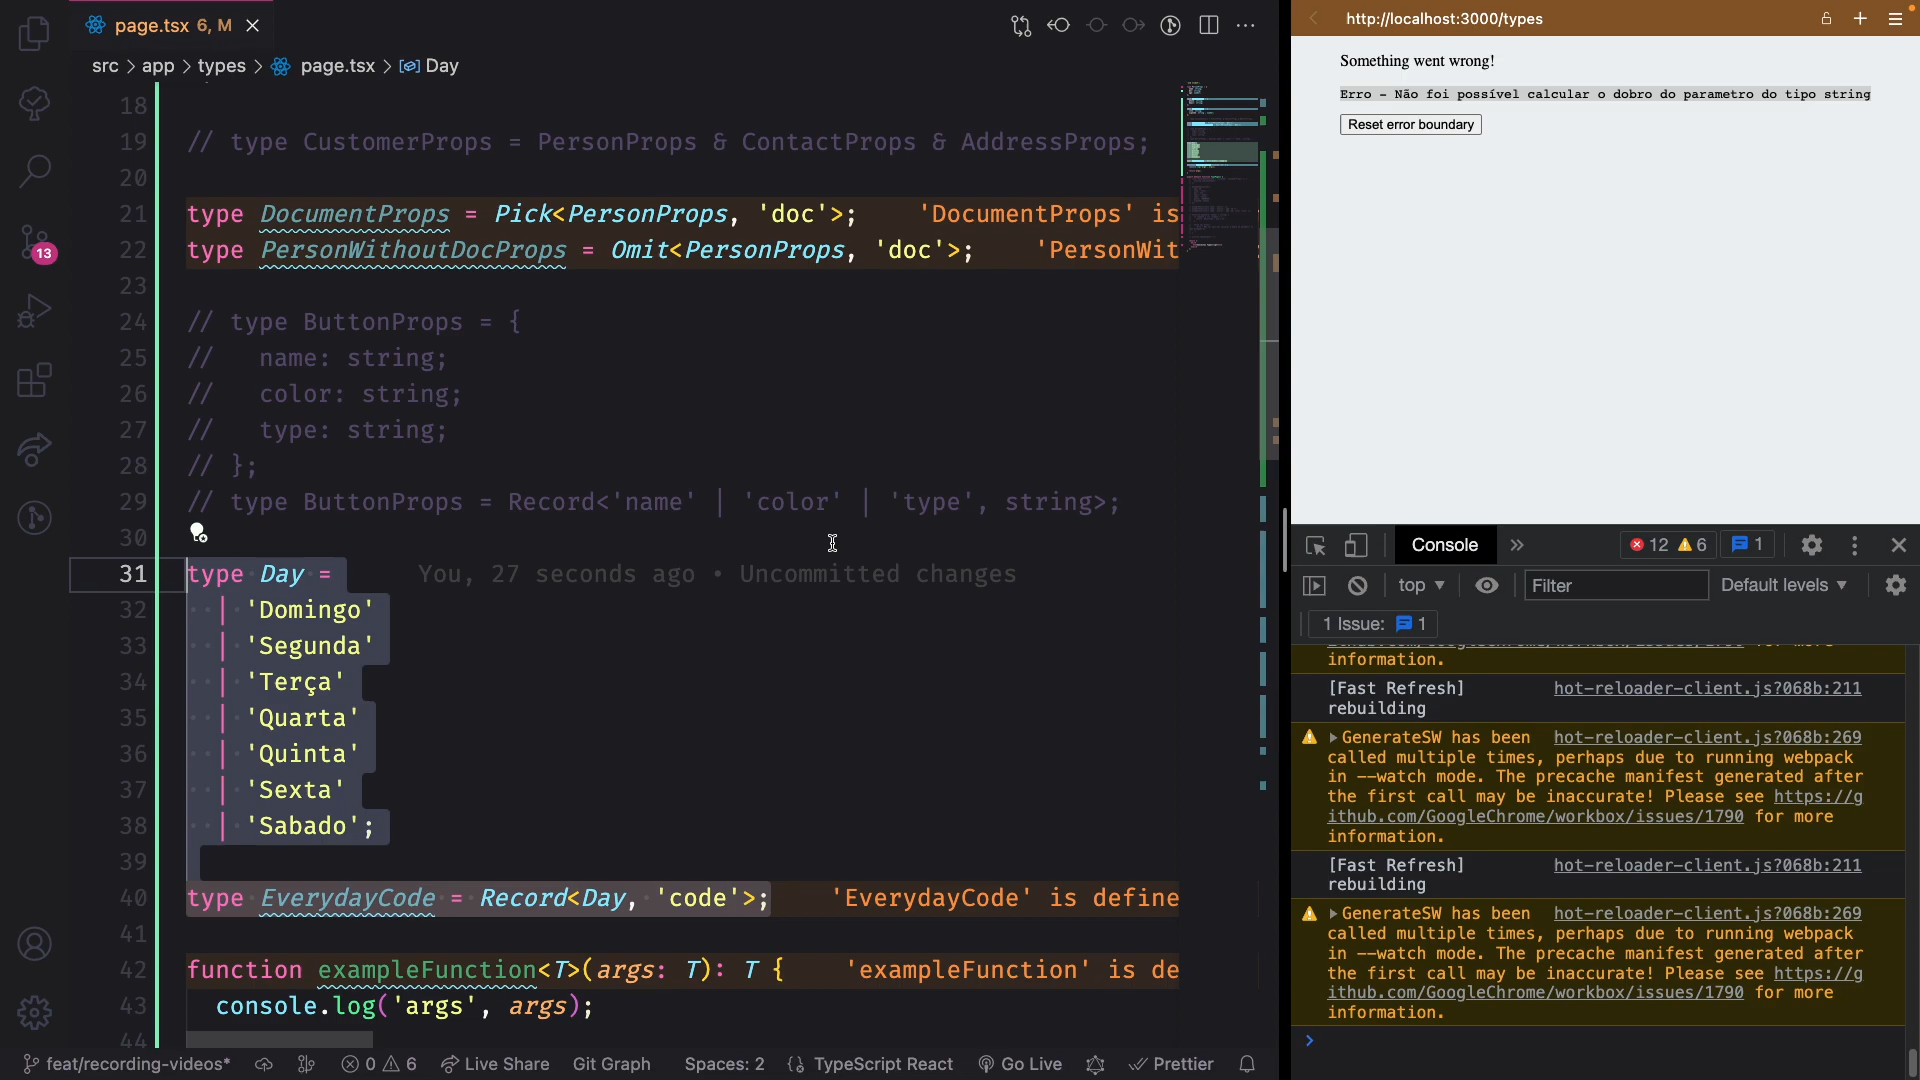 page.tsx 6, M
src > app > types > page.tsx > Day
18
19 // type CustomerProps = PersonProps & ContactProps & AddressProps;
20
21 type DocumentProps = Pick<PersonProps, 'doc'>; 'DocumentProps' is
22 type PersonWithoutDocProps = Omit<PersonProps, 'doc'>; 'PersonWit
23
24 // type ButtonProps = {
25 // name: string;
26 // color: string;
27 // type: string;
28 // };
29 // type ButtonProps = Record<'name' | 'color' | 'type', string>;
30
31 type Day = You, 27 seconds ago • Uncommitted changes
32 | 'Domingo'
33 | 'Segunda'
34 | 'Terça'
35 | 'Quarta'
36 | 'Quinta'
37 | 'Sexta'
38 | 'Sabado';
39
40 type EverydayCode = Record<Day, 'code'>; 'EverydayCode' is define
41
42 function exampleFunction<T>(args: T): T { 'exampleFunction' is de
43 console.log('args', args);
44
13
feat/recording-videos* 0 6 Live Share Git Graph Spaces: 2 {} TypeScript React Go Live Prettier
http://localhost:3000/types
Something went wrong!
Erro - Não foi possível calcular o dobro do parametro do tipo string
Reset error boundary
Console » 12 6 1
top Filter Default levels
1 Issue: 1
information.
[Fast Refresh] hot-reloader-client.js?068b:211
rebuilding
GenerateSW has been hot-reloader-client.js?068b:269
called multiple times, perhaps due to running webpack
in --watch mode. The precache manifest generated after
the first call may be inaccurate! Please see https://g
ithub.com/GoogleChrome/workbox/issues/1790 for more
information.
[Fast Refresh] hot-reloader-client.js?068b:211
rebuilding
GenerateSW has been hot-reloader-client.js?068b:269
called multiple times, perhaps due to running webpack
in --watch mode. The precache manifest generated after
the first call may be inaccurate! Please see https://g
ithub.com/GoogleChrome/workbox/issues/1790 for more
information.